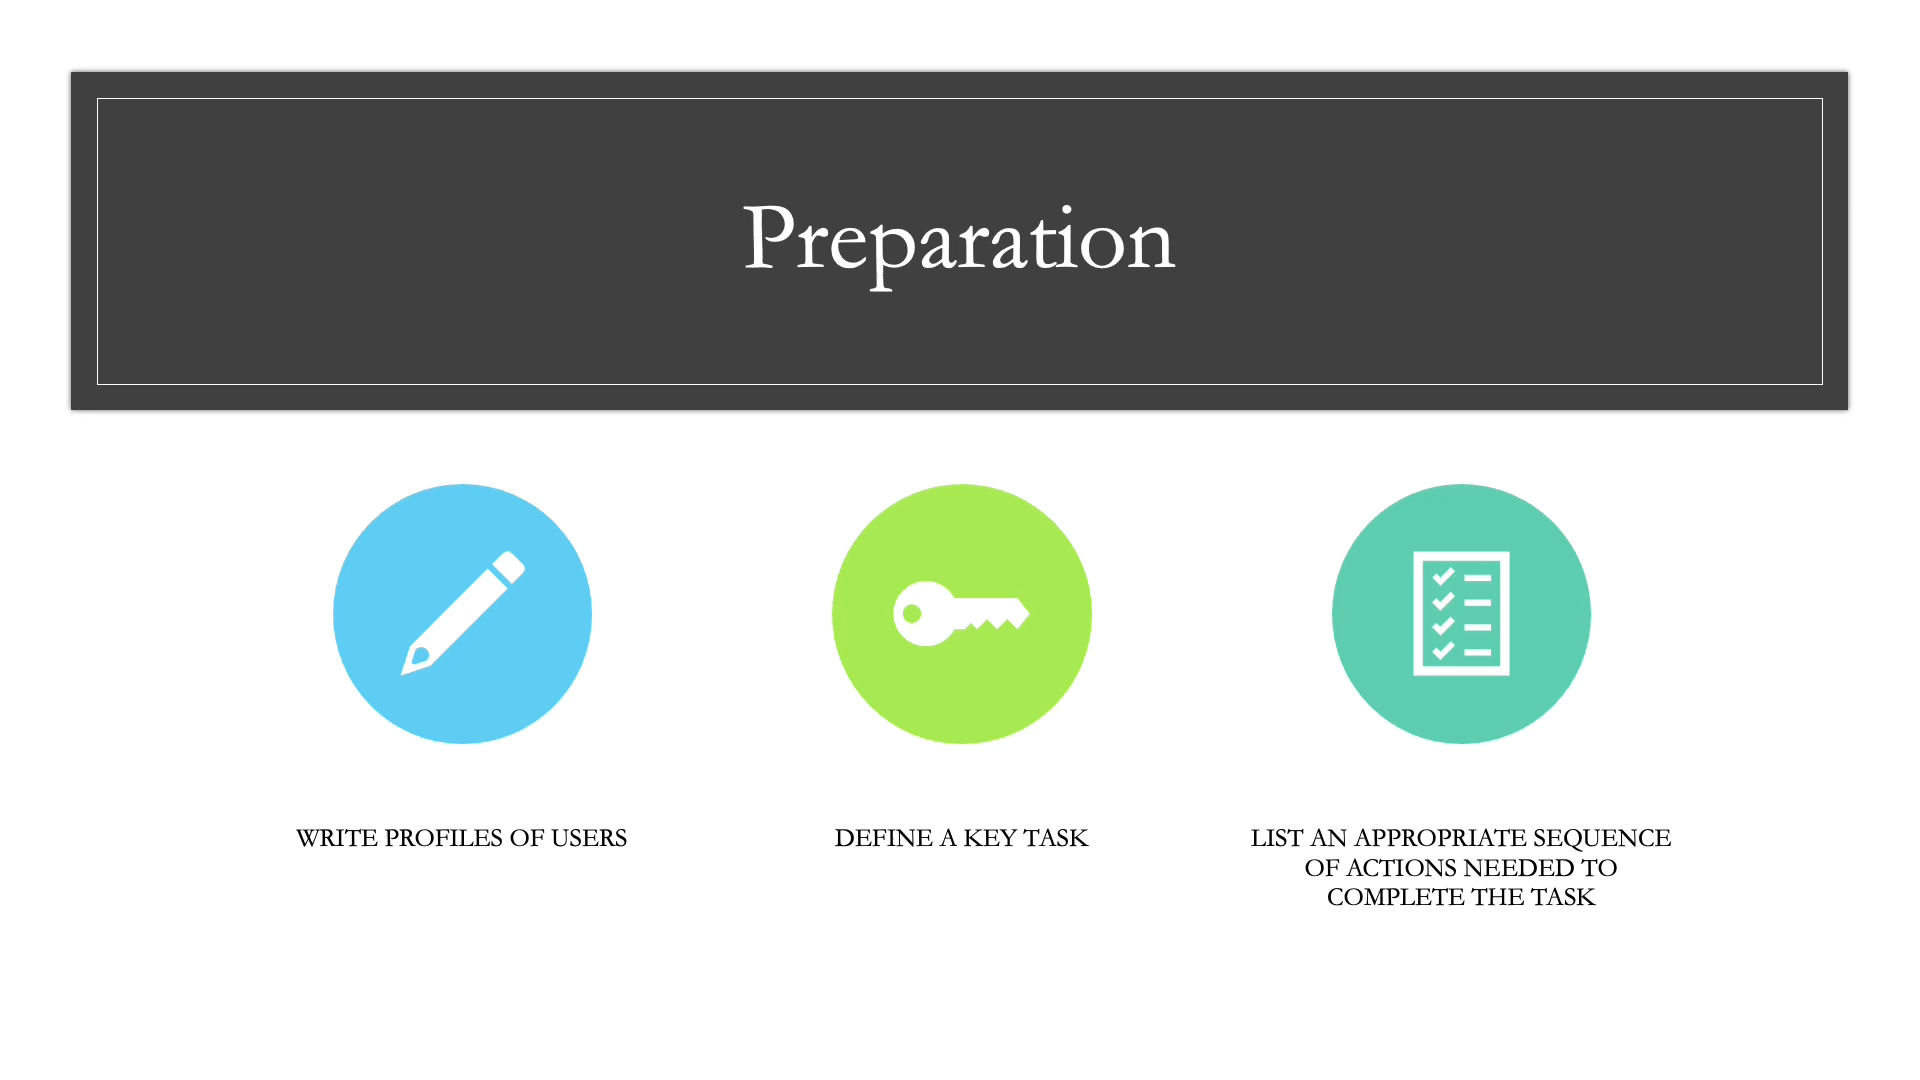 Preparation
WRITE PROFILES OF USERS
DEFINE A KEY TASK
LIST AN APPROPRIATE SEQUENCE
OF ACTIONS NEEDED TO
COMPLETE THE TASK